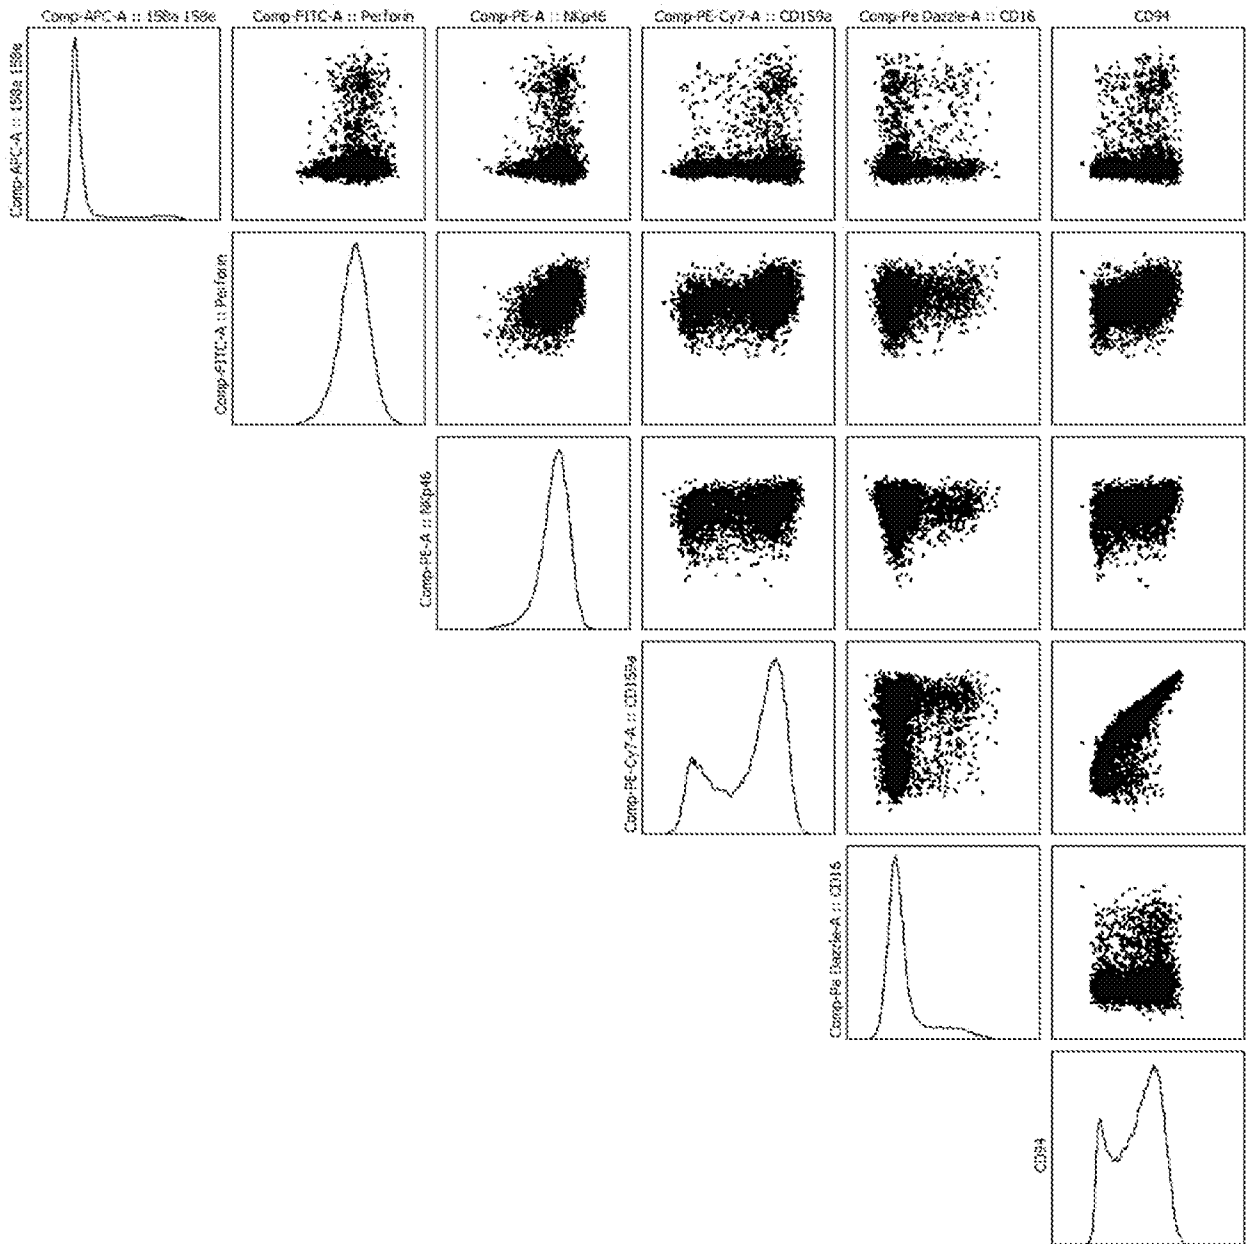 Comp-APC-A :: 158a 158e
Comp-FITC-A :: Perforin
Comp-PE-A :: NKp46
Comp-PE-Cy7-A :: CD159a
Comp-Pe Dazzle-A :: CD16
CD94
Comp-APC-A :: 158a 158e
Comp-FITC-A :: Perforin
Comp-PE-A :: NKp46
Comp-PE-Cy7-A :: CD159a
Comp-Pe Dazzle-A :: CD16
CD94